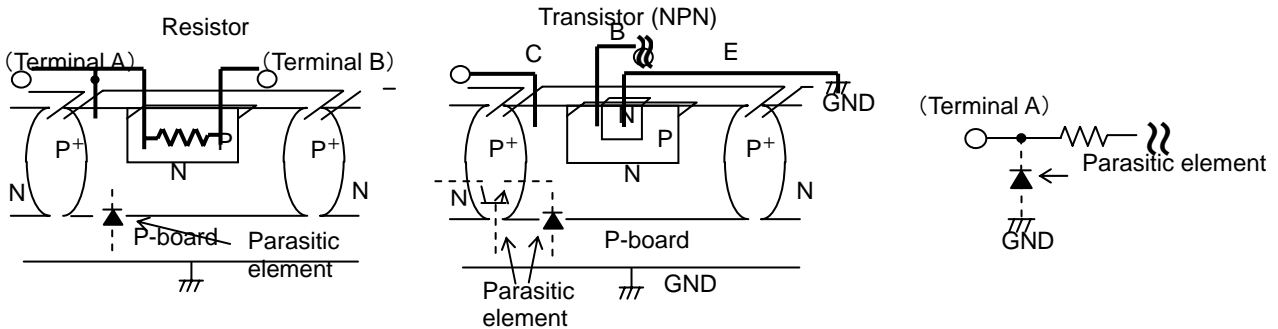 Resistor
（Terminal A）
（Terminal B）
P+
P
P+
N
N
N
P-board
Parasitic
element
Transistor (NPN)
B
C
E
GND
N
P+
P
P+
N
N
N
P-board
Parasitic
element
GND
（Terminal A）
Parasitic element
GND